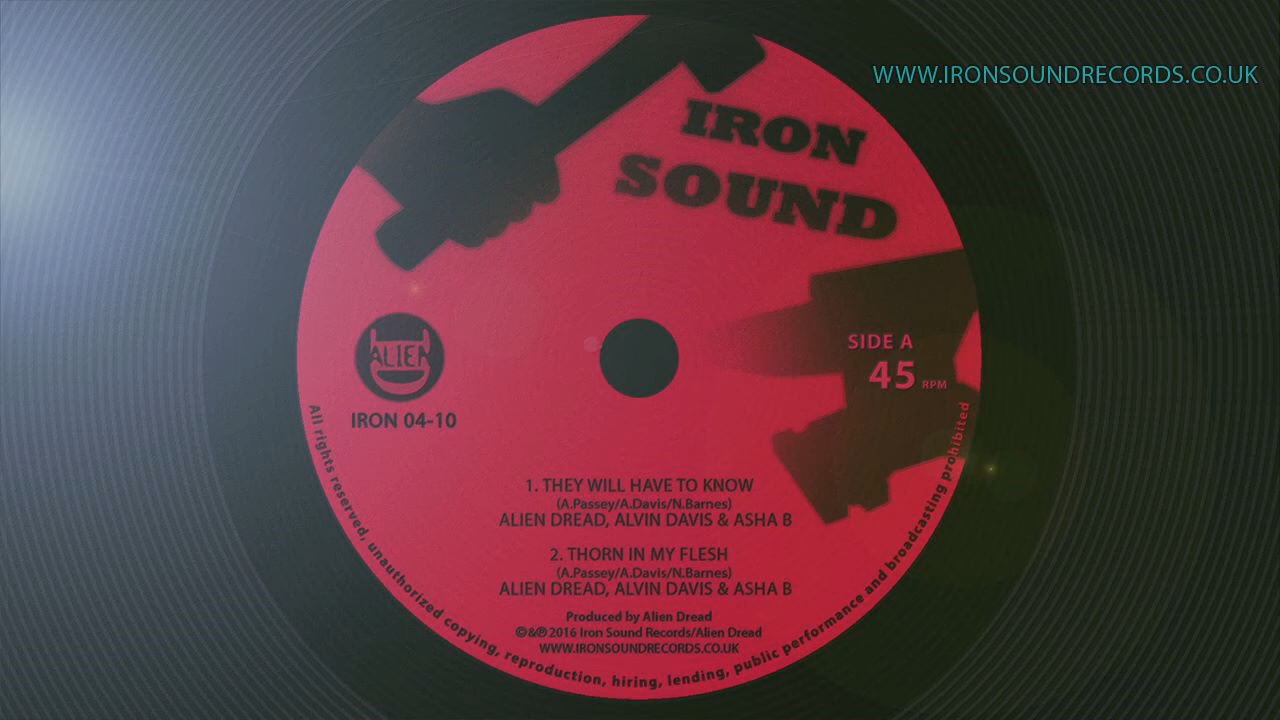 WWW.IRONSOUNDRECORDS.CO.UK
IRON
SOUND
ALIEN
IRON 04-10
SIDE A
45 RPM
1. THEY WILL HAVE TO KNOW
(A.Passey/A.Davis/N.Barnes)
ALIEN DREAD, ALVIN DAVIS & ASHA B
2. THORN IN MY FLESH
(A.Passey/A.Davis/N.Barnes)
ALIEN DREAD, ALVIN DAVIS & ASHA B
Produced by Alien Dread
©&℗2016 Iron Sound Records/Alien Dread
WWW.IRONSOUNDRECORDS.CO.UK
All rights reserved, unauthorized copying, reproduction, hiring, lending, public performance and broadcasting prohibited